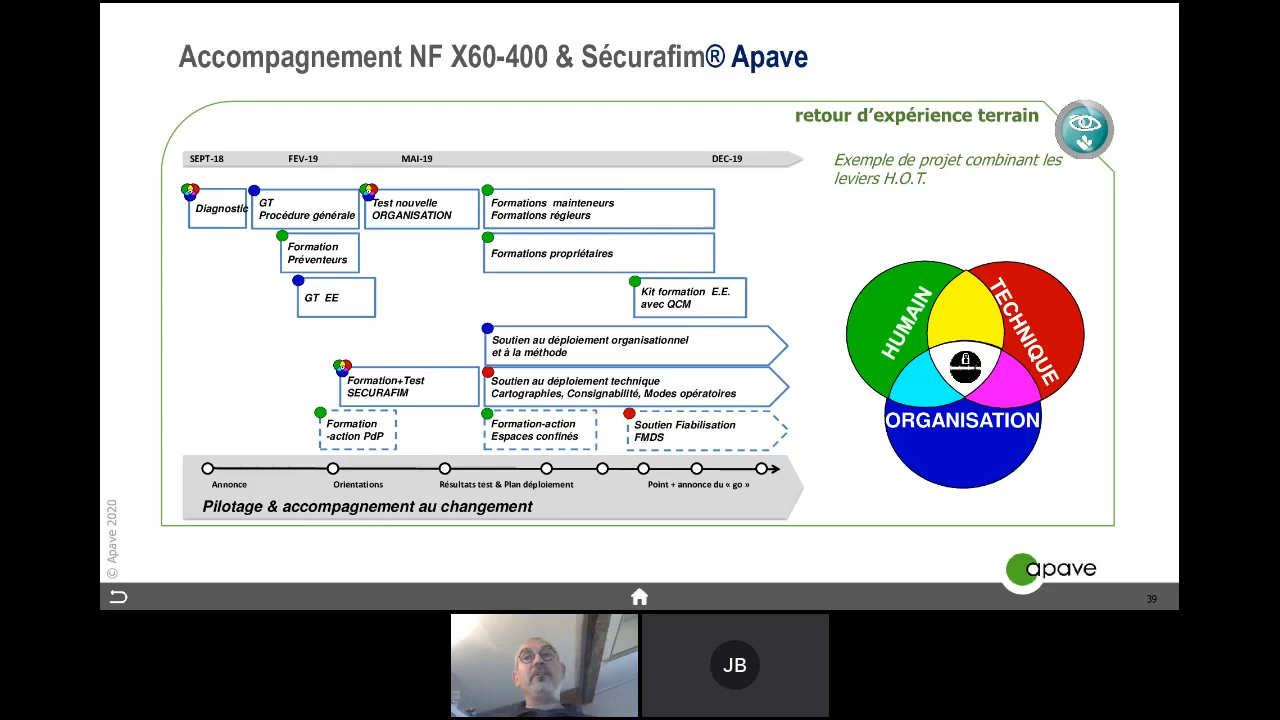 Accompagnement NF X60-400 & Sécurafim® Apave
retour d’expérience terrain
Exemple de projet combinant les
leviers H.O.T.
SEPT-18
FEV-19
MAI-19
DEC-19
Diagnostic
GT
Procédure générale
Test nouvelle
ORGANISATION
Formations mainteneurs
Formations régleurs
Formation
Préventeurs
Formations propriétaires
GT EE
Kit formation E.E.
avec QCM
Soutien au déploiement organisationnel
et à la méthode
Formation+Test
SECURAFIM
Soutien au déploiement technique
Cartographies, Consignabilité, Modes opératoires
Formation
-action PdP
Formation-action
Espaces confinés
Soutien Fiabilisation
FMDS
HUMAIN
TECHNIQUE
ORGANISATION
Annonce
Orientations
Résultats test & Plan déploiement
Point + annonce du « go »
Pilotage & accompagnement au changement
© Apave 2020
apave
39
JB